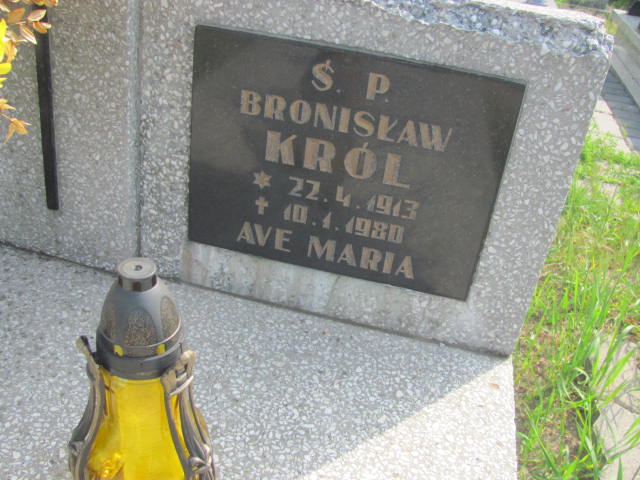 Ś. P.
BRONISŁAW
KRÓL
* 22.4.1913
✝ 10.1.1980
AVE MARIA